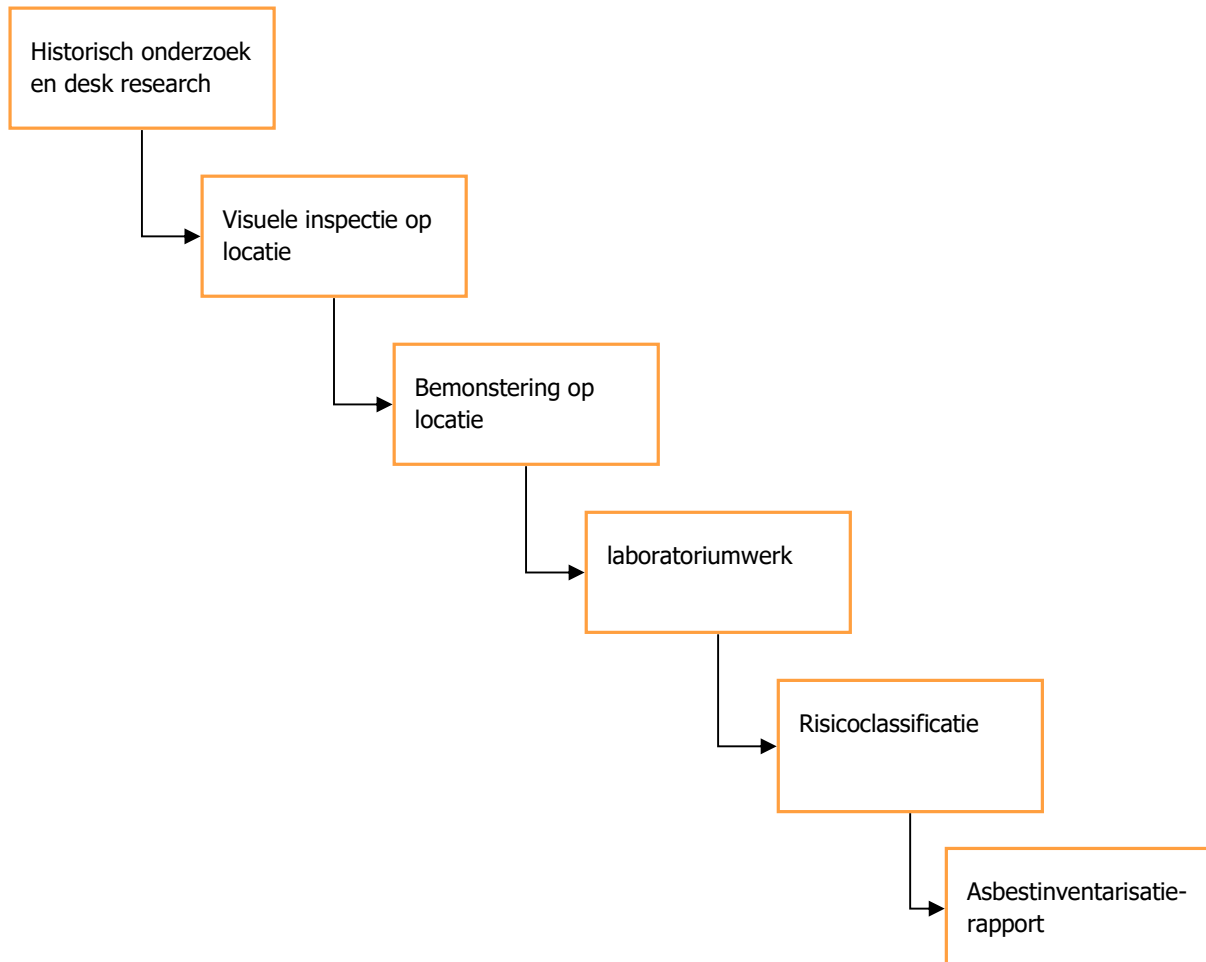 Historisch onderzoek
en desk research
Visuele inspectie op
locatie
Bemonstering op
locatie
laboratoriumwerk
Risicoclassificatie
Asbestinventarisatie-
rapport